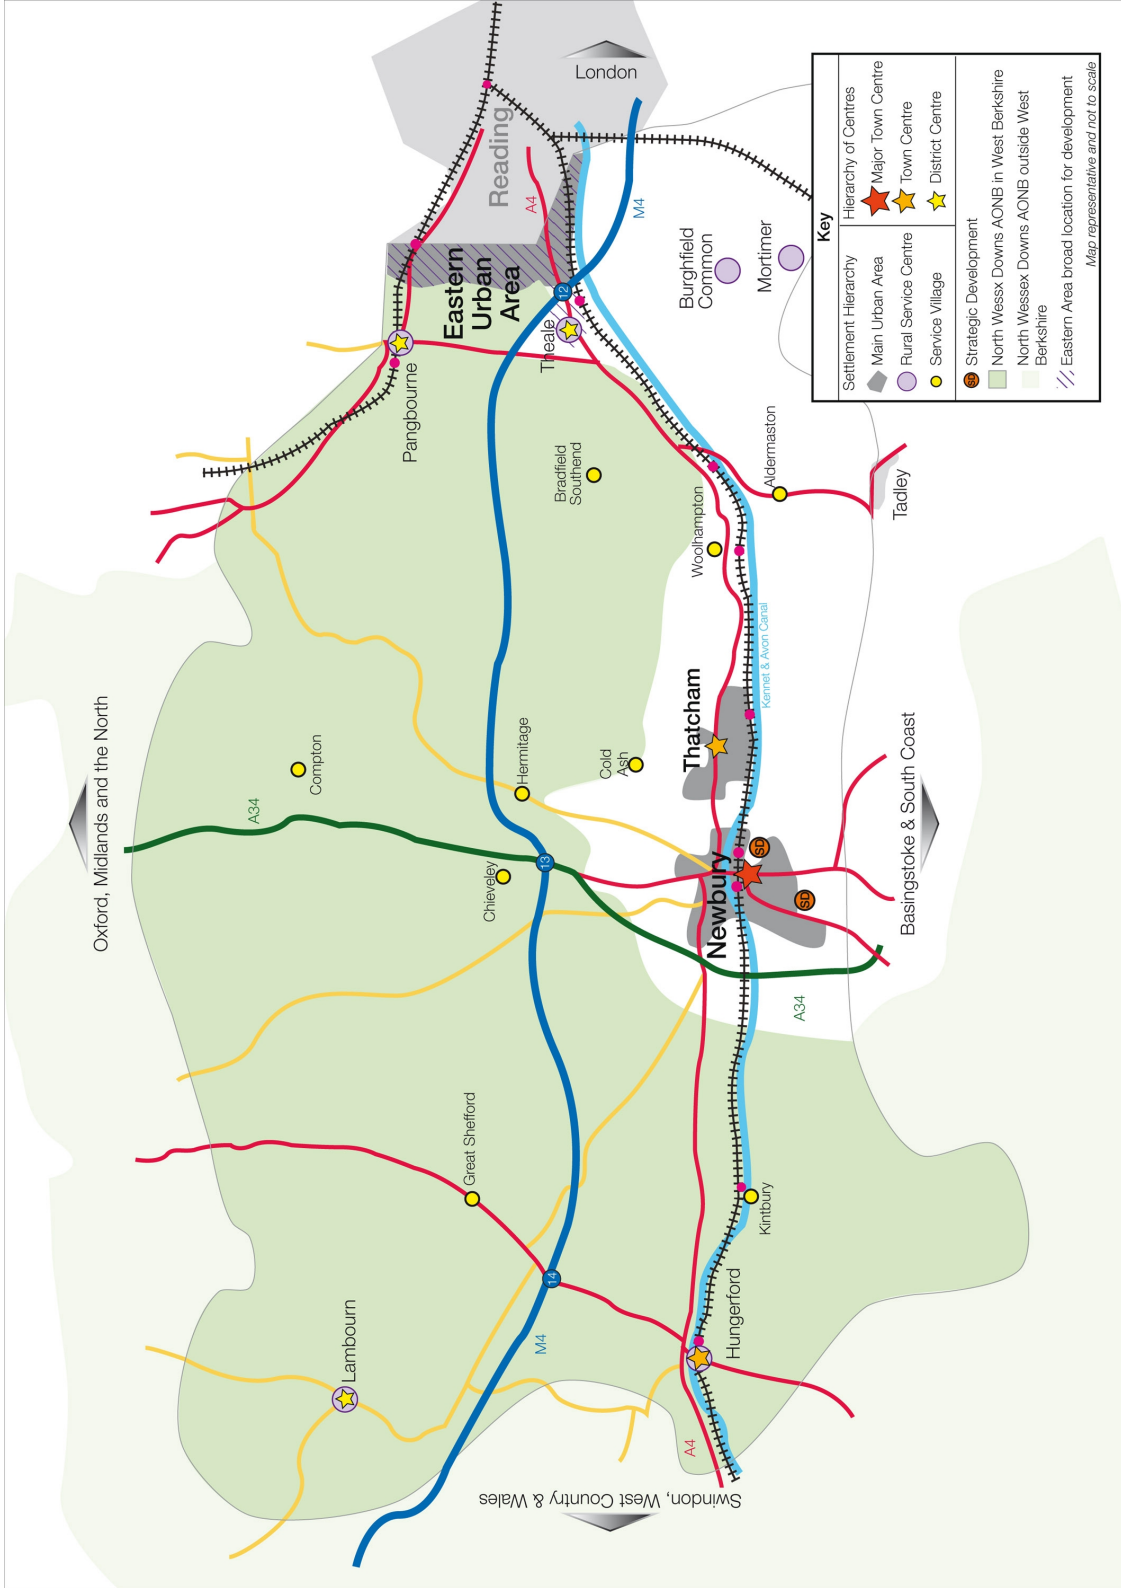 Oxford, Midlands and the North
A34
Compton
Chieveley
Hermitage
Great Shefford
Lambourn
13
14
M4
Cold
Ash
Bradfield
Southend
Pangbourne
Eastern
Urban
Area
Reading
A4
London
12
Theale
M4
Burghfield
Common
Mortimer
Woolhampton
Aldermaston
Tadley
Thatcham
Kennet & Avon Canal
Newbury
SD
SD
A34
Basingstoke & South Coast
Kintbury
Hungerford
A4
Swindon, West Country & Wales
Key
Settlement Hierarchy
Main Urban Area
Rural Service Centre
Service Village
Hierarchy of Centres
Major Town Centre
Town Centre
District Centre
SD
Strategic Development
North Wessx Downs AONB in West Berkshire
North Wessex Downs AONB outside West
Berkshire
Eastern Area broad location for development
Map representative and not to scale